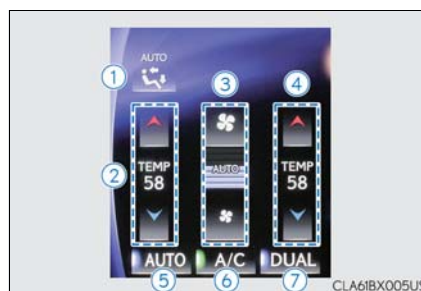 AUTO
1
3
4
2
TEMP
58
AUTO
TEMP
58
AUTO
A/C
DUAL
5
6
7
CLA61BX005US